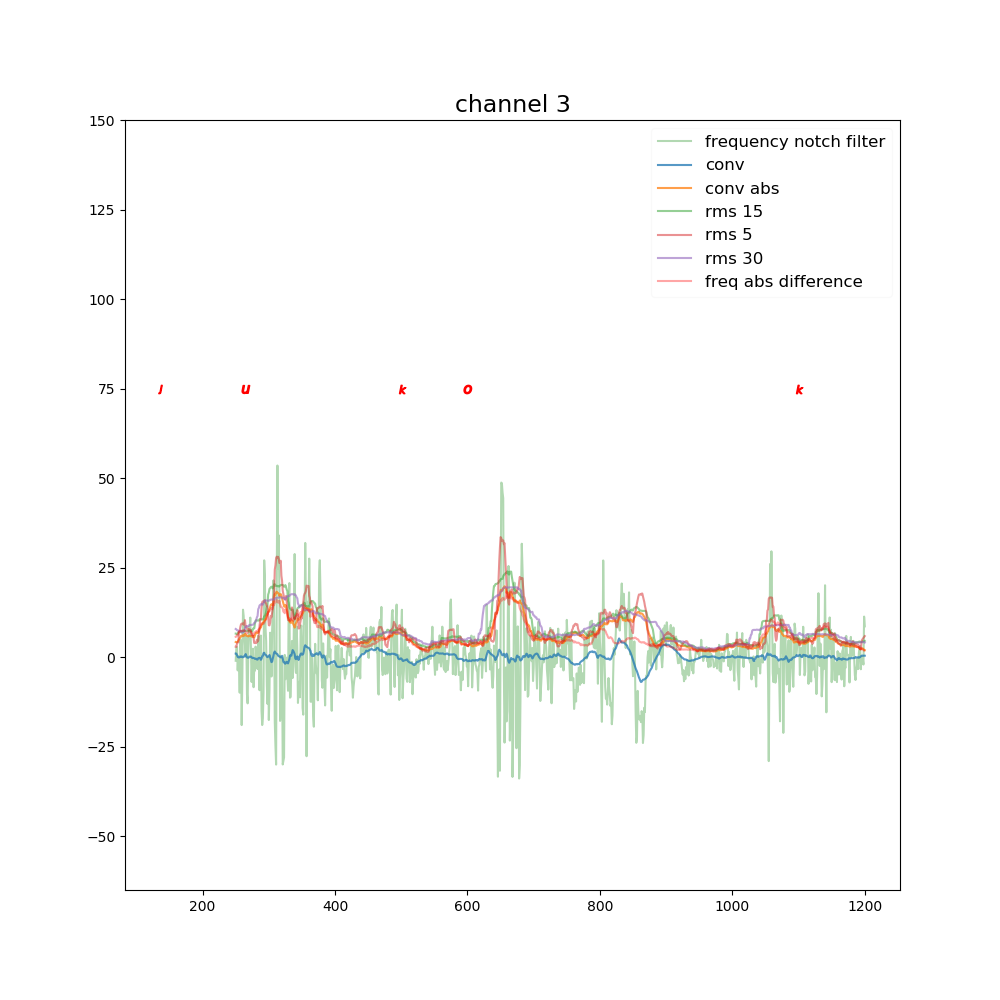 channel 3
150
125
100
75
50
25
0
−25
−50
frequency notch filter
conv
conv abs
rms 15
rms 5
rms 30
freq abs difference
j u k o k
200 400 600 800 1000 1200